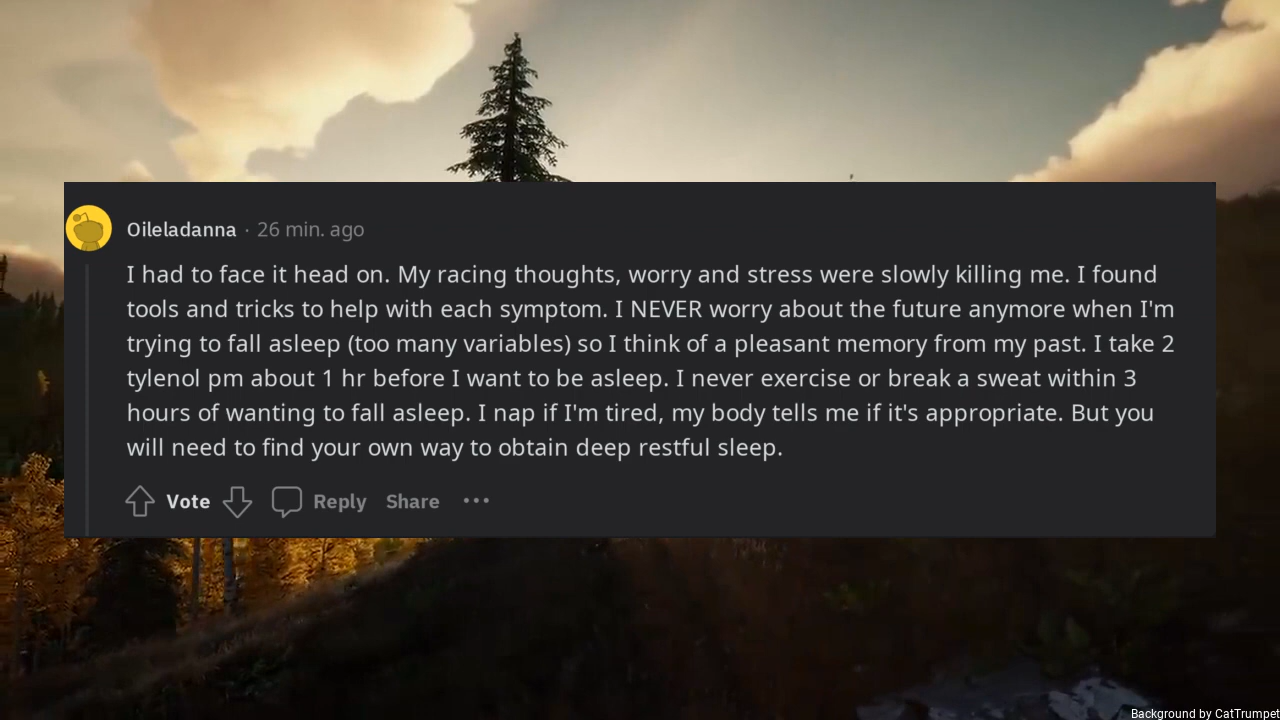 Oileladanna · 26 min. ago
I had to face it head on. My racing thoughts, worry and stress were slowly killing me. I found
tools and tricks to help with each symptom. I NEVER worry about the future anymore when I'm
trying to fall asleep (too many variables) so I think of a pleasant memory from my past. I take 2
tylenol pm about 1 hr before I want to be asleep. I never exercise or break a sweat within 3
hours of wanting to fall asleep. I nap if I'm tired, my body tells me if it's appropriate. But you
will need to find your own way to obtain deep restful sleep.
Vote Reply Share ···
Background by CatTrumpet